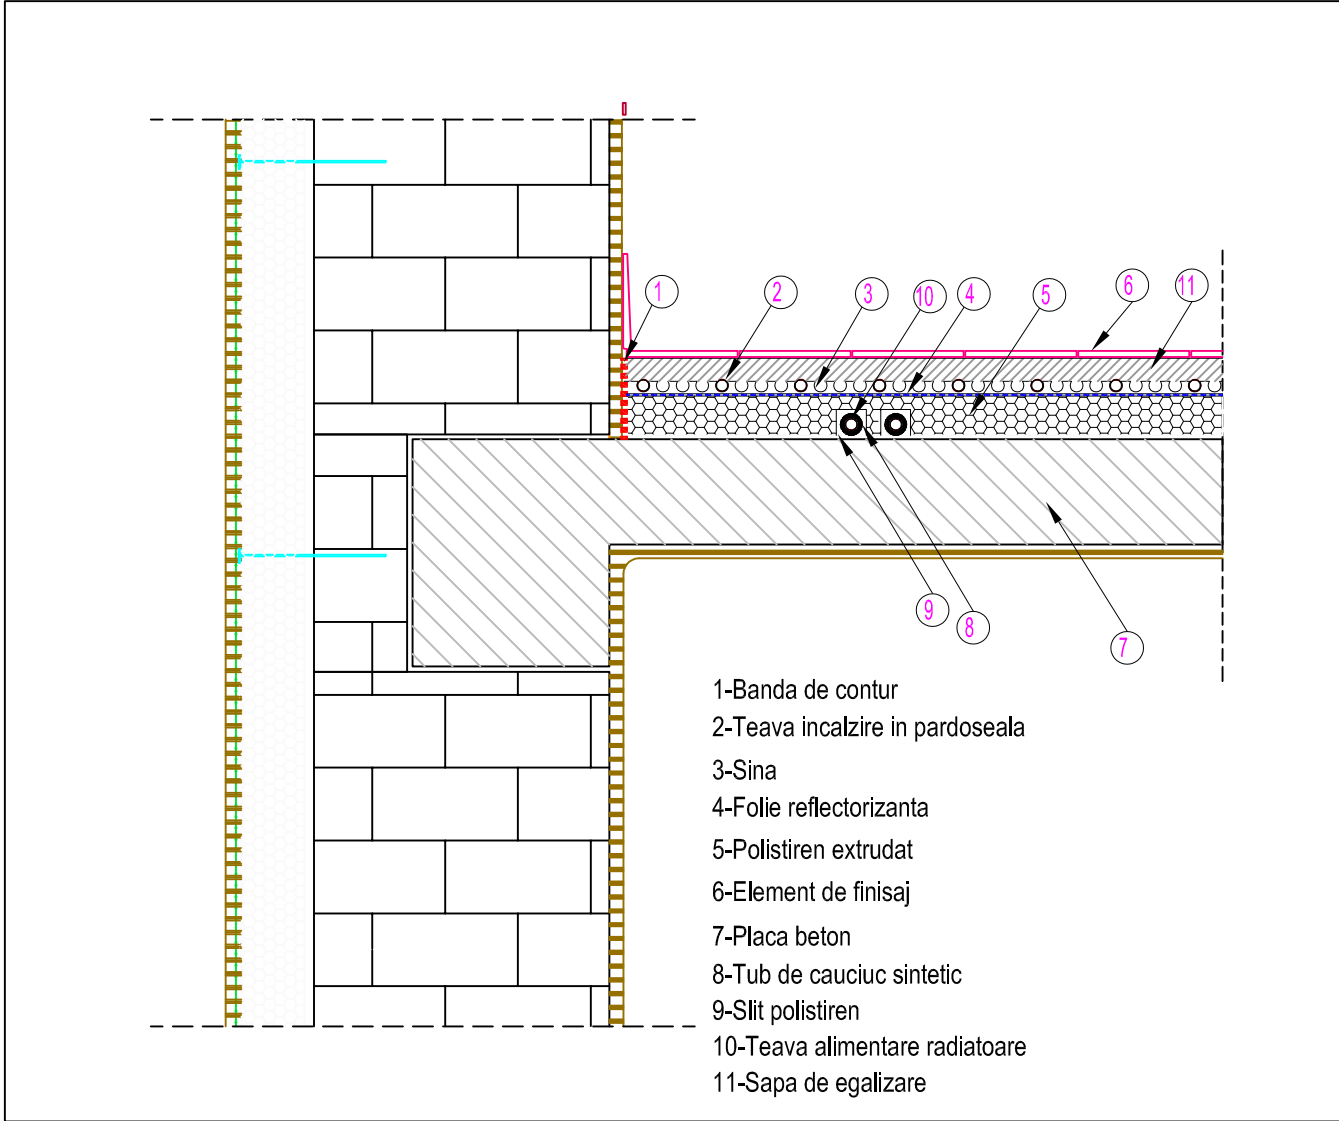 1 2 3 10 4 5 6 11
9 8 7
1-Banda de contur
2-Teava incalzire in pardoseala
3-Sina
4-Folie reflectorizanta
5-Polistiren extrudat
6-Element de finisaj
7-Placa beton
8-Tub de cauciuc sintetic
9-Slit polistiren
10-Teava alimentare radiatoare
11-Sapa de egalizare